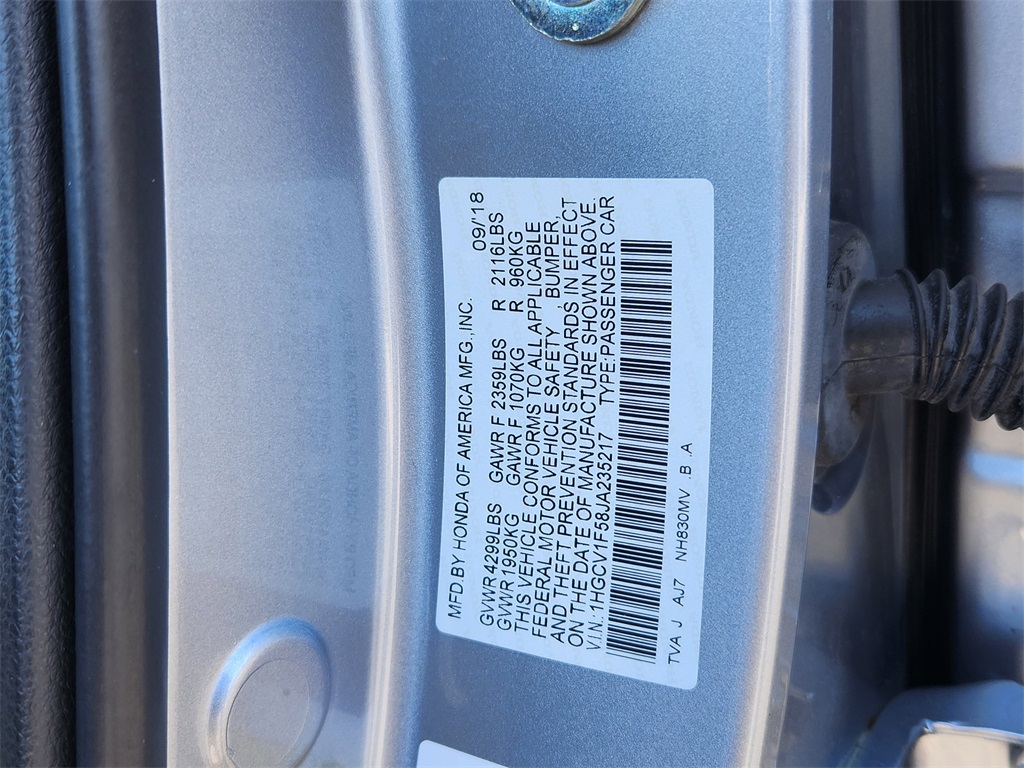 MFD.BY HONDA OF AMERICA MFG.,INC. 09/'18
GVWR4299LBS GAWR F 2359LBS R 2116LBS
GVWR 1950KG GAWR F 1070KG R 960KG
THIS VEHICLE CONFORMS TO ALL APPLICABLE
FEDERAL MOTOR VEHICLE SAFETY, BUMPER,
AND THEFT PREVENTION STANDARDS IN EFFECT
ON THE DATE OF MANUFACTURE SHOWN ABOVE.
V.I.N.:1HGCV1F58JA235217 TYPE:PASSENGER CAR
TVA J AJ7 NH830MV .B .A